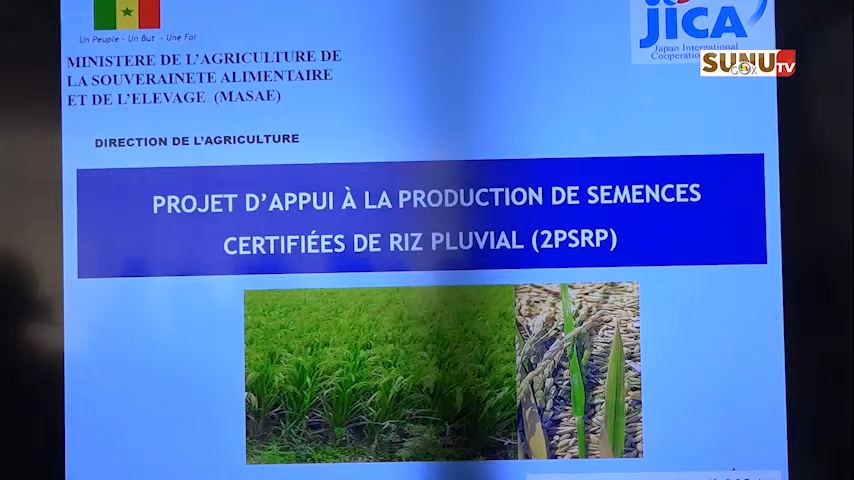 Un Peuple - Un But - Une Foi
MINISTERE DE L'AGRICULTURE DE
LA SOUVERAINETE ALIMENTAIRE
ET DE L'ELEVAGE (MASAE)
JICA
Japan International
SUNU
TV
DIRECTION DE L'AGRICULTURE
PROJET D'APPUI À LA PRODUCTION DE SEMENCES
CERTIFIÉES DE RIZ PLUVIAL (2PSRP)